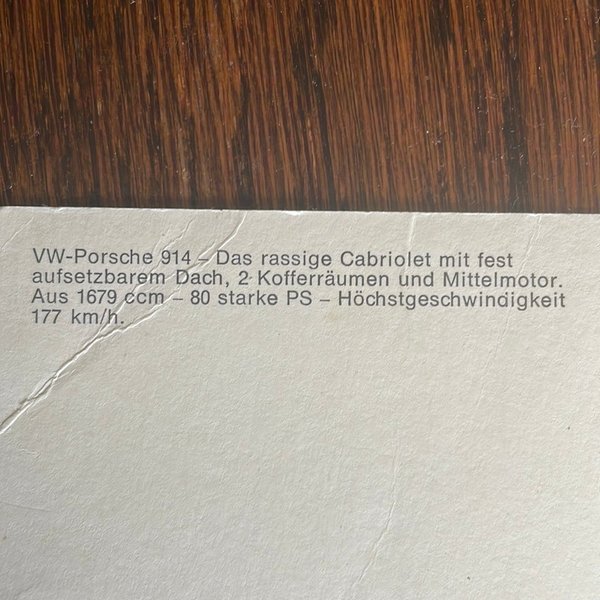 VW-Porsche 914 – Das rassige Cabriolet mit fest
aufsetzbarem Dach, 2 Kofferräumen und Mittelmotor.
Aus 1679 ccm – 80 starke PS – Höchstgeschwindigkeit
177 km/h.